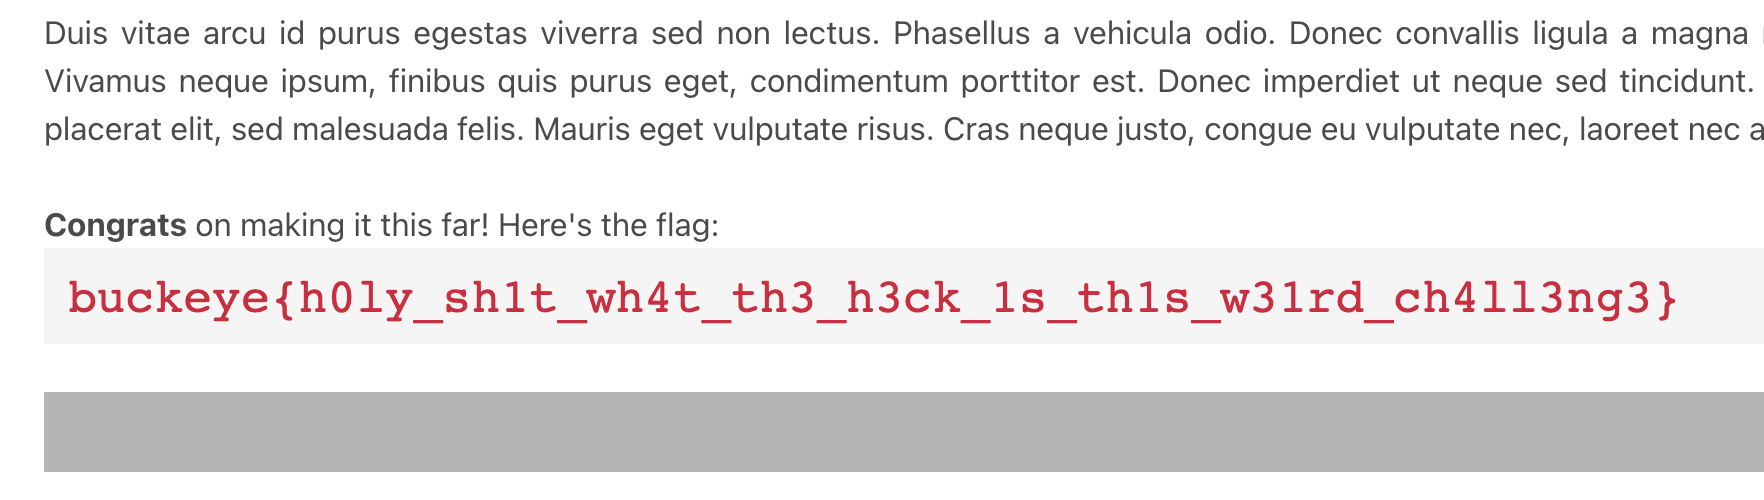 Duis vitae arcu id purus egestas viverra sed non lectus. Phasellus a vehicula odio. Donec convallis ligula a magna
Vivamus neque ipsum, finibus quis purus eget, condimentum porttitor est. Donec imperdiet ut neque sed tincidunt.
placerat elit, sed malesuada felis. Mauris eget vulputate risus. Cras neque justo, congue eu vulputate nec, laoreet nec
Congrats on making it this far! Here's the flag:
buckeye{h0ly_sh1t_wh4t_th3_h3ck_1s_th1s_w31rd_ch4ll3ng3}